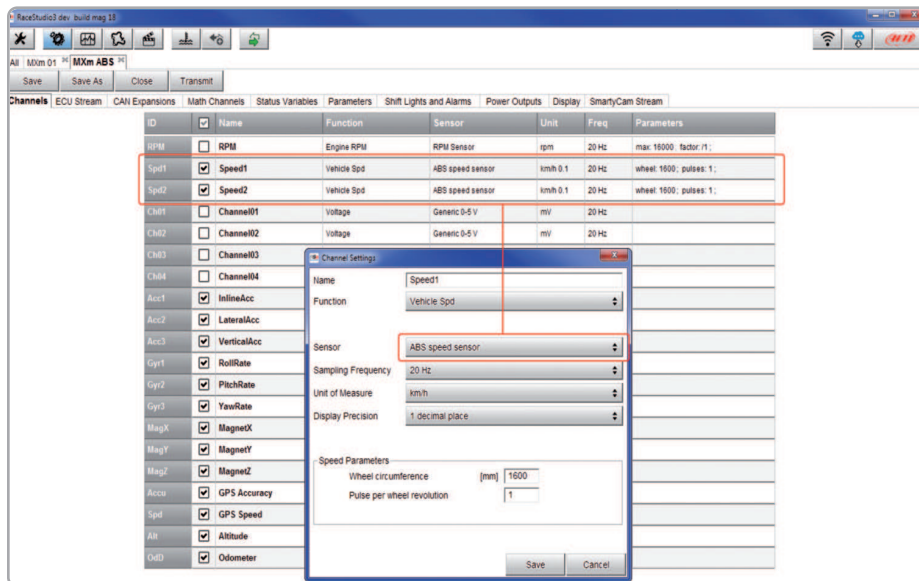 RaceStudio3 dev build mag 18
All MXm 01 MXm ABS
Save Save As Close Transmit
Channels ECU Stream CAN Expansions Math Channels Status Variables Parameters Shift Lights and Alarms Power Outputs Display SmartyCam Stream
ID Name Function Sensor Unit Freq Parameters
RPM RPM Engine RPM RPM Sensor rpm 20 Hz max: 16000; factor: /1;
Spd1 Speed1 Vehicle Spd ABS speed sensor km/h 0.1 20 Hz wheel: 1600; pulses: 1;
Spd2 Speed2 Vehicle Spd ABS speed sensor km/h 0.1 20 Hz wheel: 1600; pulses: 1;
Ch01 Channel01 Voltage Generic 0-5 V mV 20 Hz
Ch02 Channel02 Voltage Generic 0-5 V mV 20 Hz
Ch03 Channel03
Ch04 Channel04
Acc1 InlineAcc
Acc2 LateralAcc
Acc3 VerticalAcc
Gyr1 RollRate
Gyr2 PitchRate
Gyr3 YawRate
MagX MagnetX
MagY MagnetY
MagZ MagnetZ
Accu GPS Accuracy
Spd GPS Speed
Alt Altitude
OdD Odometer
Channel Settings
Name Speed1
Function Vehicle Spd
Sensor ABS speed sensor
Sampling Frequency 20 Hz
Unit of Measure km/h
Display Precision 1 decimal place
Speed Parameters
Wheel circumference [mm] 1600
Pulse per wheel revolution 1
Save Cancel